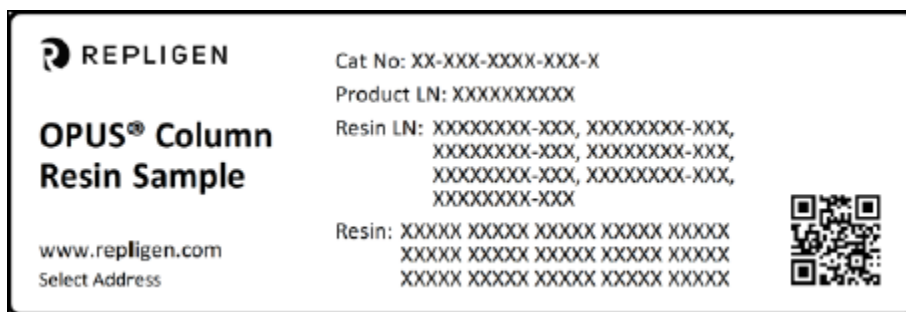 REPLIGEN
OPUS® Column
Resin Sample
www.repligen.com
Select Address
Cat No: XX-XXX-XXXX-XXX-X
Product LN: XXXXXXXXXX
Resin LN: XXXXXXXX-XXX, XXXXXXXX-XXX,
XXXXXXXX-XXX, XXXXXXXX-XXX,
XXXXXXXX-XXX, XXXXXXXX-XXX,
XXXXXXXX-XXX
Resin: XXXXX XXXXX XXXXX XXXXX XXXXX
XXXXX XXXXX XXXXX XXXXX XXXXX
XXXXX XXXXX XXXXX XXXXX XXXXX